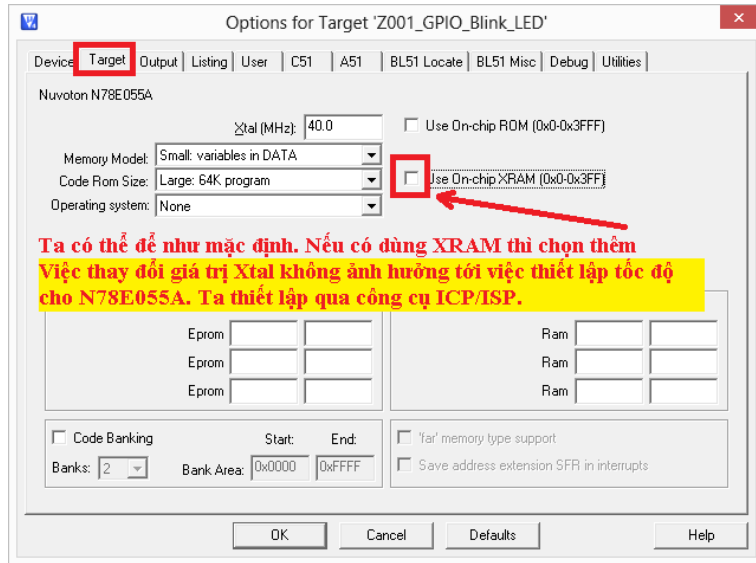 Options for Target 'Z001_GPIO_Blink_LED'
Device Target Output Listing User C51 A51 BL51 Locate BL51 Misc Debug Utilities
Nuvoton N78E055A
Xtal (MHz): 40.0 Use On-chip ROM (0x0-0x3FFF)
Memory Model: Small: variables in DATA
Code Rom Size: Large: 64K program Use On-chip XRAM (0x0-0x3FF)
Operating system: None
Ta có thể để như mặc định. Nếu có dùng XRAM thì chọn thêm
Việc thay đổi giá trị Xtal không ảnh hưởng tới việc thiết lập tốc độ
cho N78E055A. Ta thiết lập qua công cụ ICP/ISP.
Eprom Ram
Eprom Ram
Eprom Ram
Code Banking Start: End: 'far' memory type support
Banks: 2 Bank Area: 0x0000 0xFFFF Save address extension SFR in interrupts
OK Cancel Defaults Help